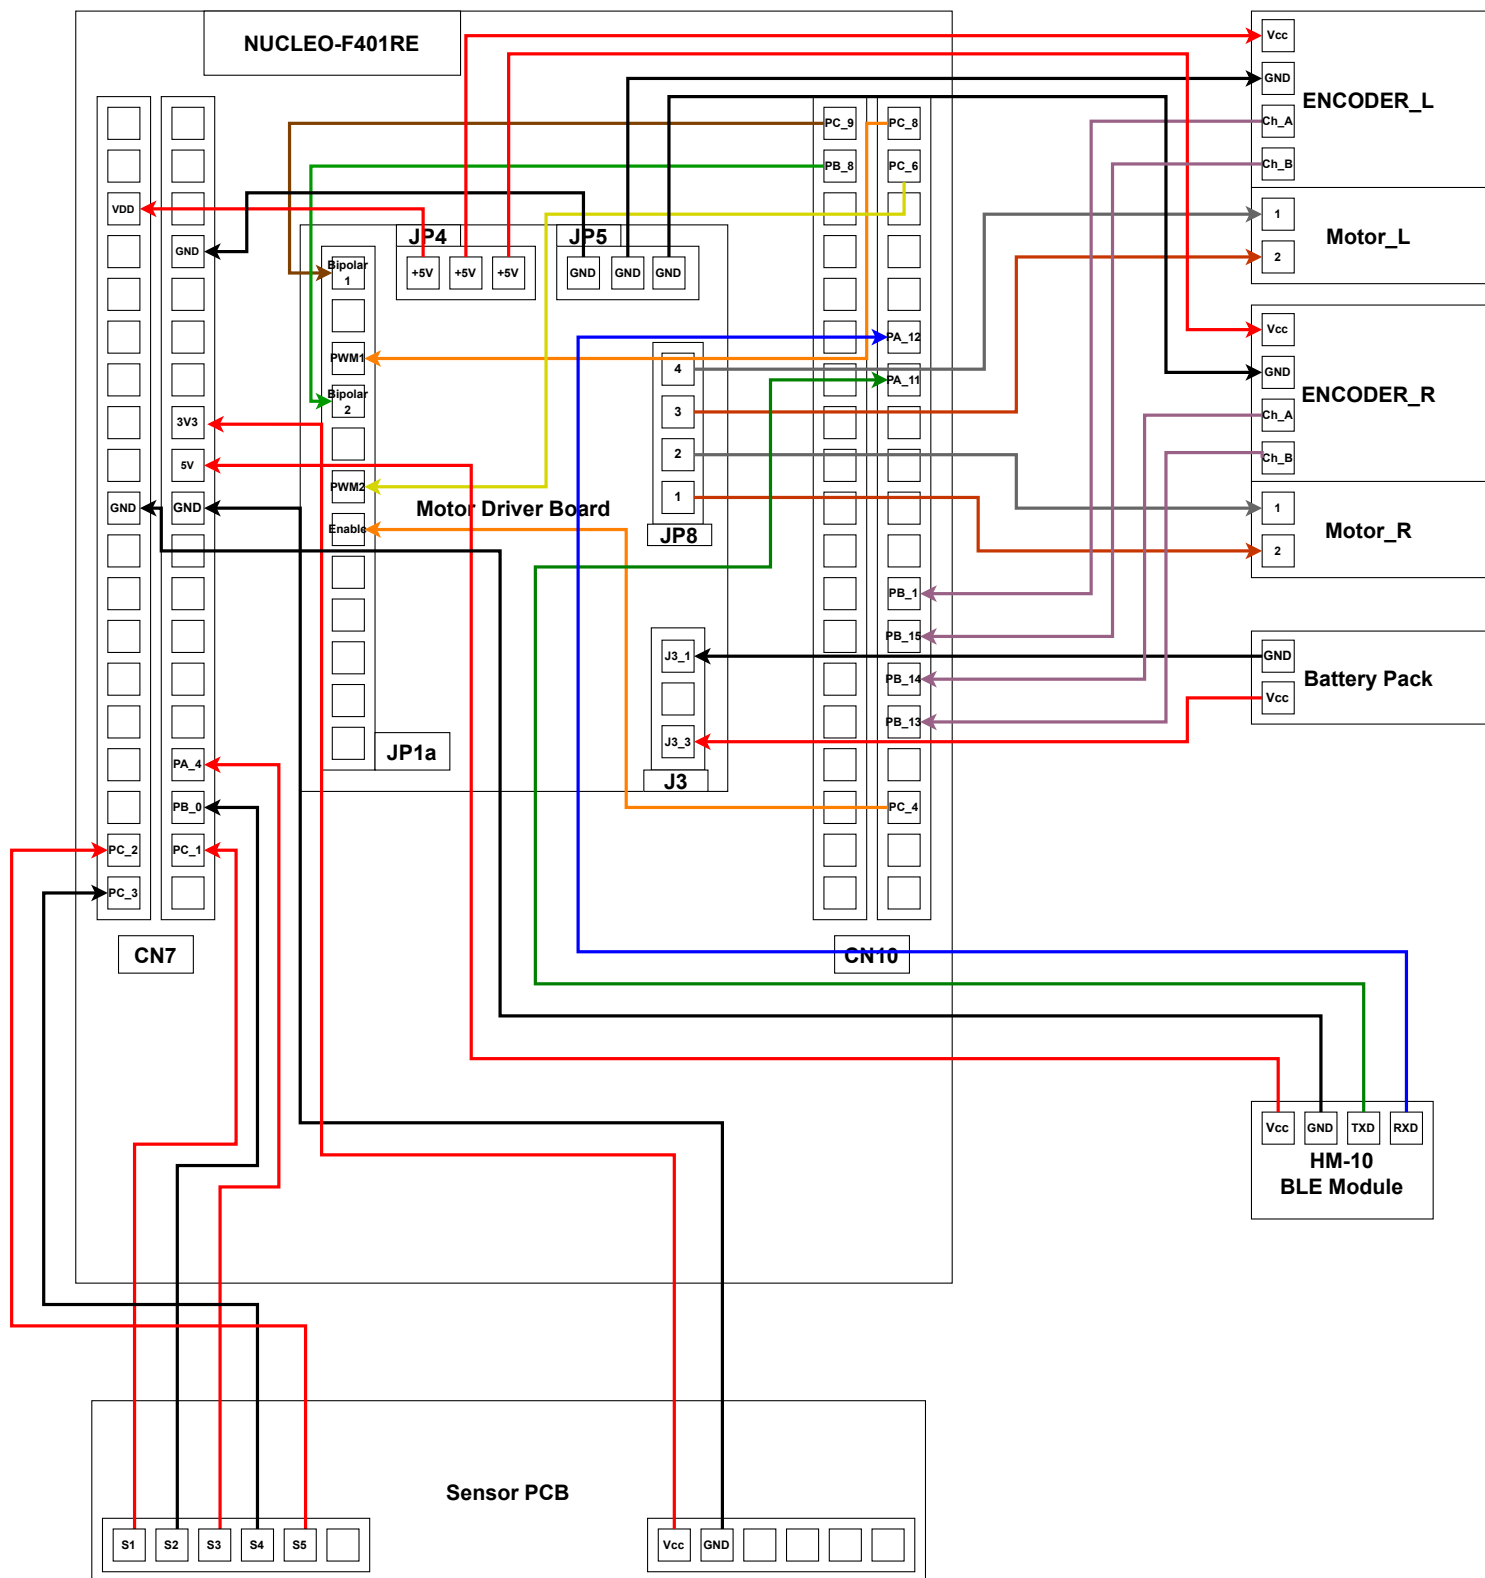 NUCLEO-F401RE
Vcc
GND
ENCODER_L
Ch_A
Ch_B
PC_9
PC_8
PB_8
PC_6
VDD
GND
1
Motor_L
2
JP4
JP5
+5V
+5V
+5V
GND
GND
GND
Bipolar
1
PWM1
Bipolar
2
PWM2
Enable
Motor Driver Board
JP1a
4
3
2
1
JP8
J3_1
J3_3
J3
PA_12
PA_11
PB_1
PB_15
PB_14
PB_13
PC_4
Vcc
GND
ENCODER_R
Ch_A
Ch_B
1
Motor_R
2
GND
Battery Pack
Vcc
3V3
5V
GND
GND
PA_4
PB_0
PC_2
PC_1
PC_3
CN7
CN10
Vcc
GND
TXD
RXD
HM-10
BLE Module
Sensor PCB
S1
S2
S3
S4
S5
Vcc
GND